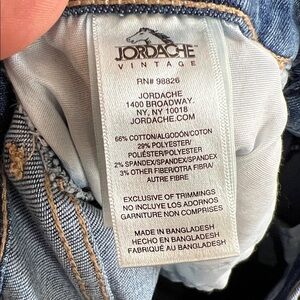 JORDACHE
VINTAGE
RN# 98826
JORDACHE
1400 BROADWAY.
NY, NY 10018
JORDACHE.COM
66% COTTON/ALGODON/COTON
29% POLYESTER/
POLIÉSTER/POLYESTER
2% SPANDEX/SPANDEX/SPANDEX
3% OTHER FIBER/OTRA FIBRA/
AUTRE FIBRE
EXCLUSIVE OF TRIMMINGS
NO INCLUYE LOS ADORNOS
GARNITURE NON COMPRISES
MADE IN BANGLADESH
HECHO EN BANGLADESH
FABRIQUÉ AU BANGLADESH